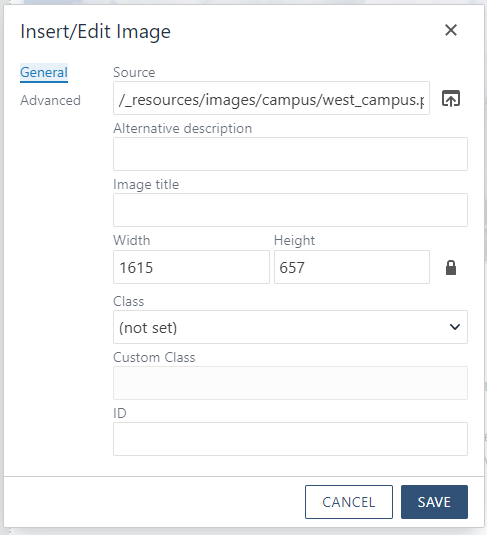 Insert/Edit Image
General
Source
Advanced
/_resources/images/campus/west_campus.p
Alternative description
Image title
Width Height
1615 657
Class
(not set)
Custom Class
ID
CANCEL SAVE